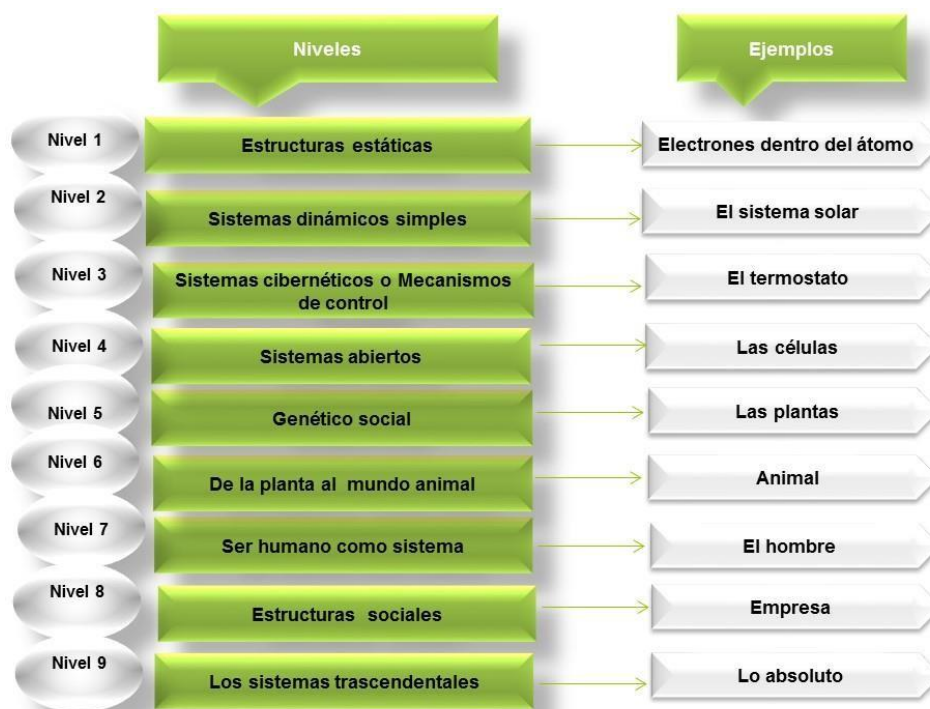 Niveles
Ejemplos
Nivel 1
Estructuras estáticas
Electrones dentro del átomo
Nivel 2
Sistemas dinámicos simples
El sistema solar
Nivel 3
Sistemas cibernéticos o Mecanismos
de control
El termostato
Nivel 4
Sistemas abiertos
Las células
Nivel 5
Genético social
Las plantas
Nivel 6
De la planta al mundo animal
Animal
Nivel 7
Ser humano como sistema
El hombre
Nivel 8
Estructuras sociales
Empresa
Nivel 9
Los sistemas trascendentales
Lo absoluto